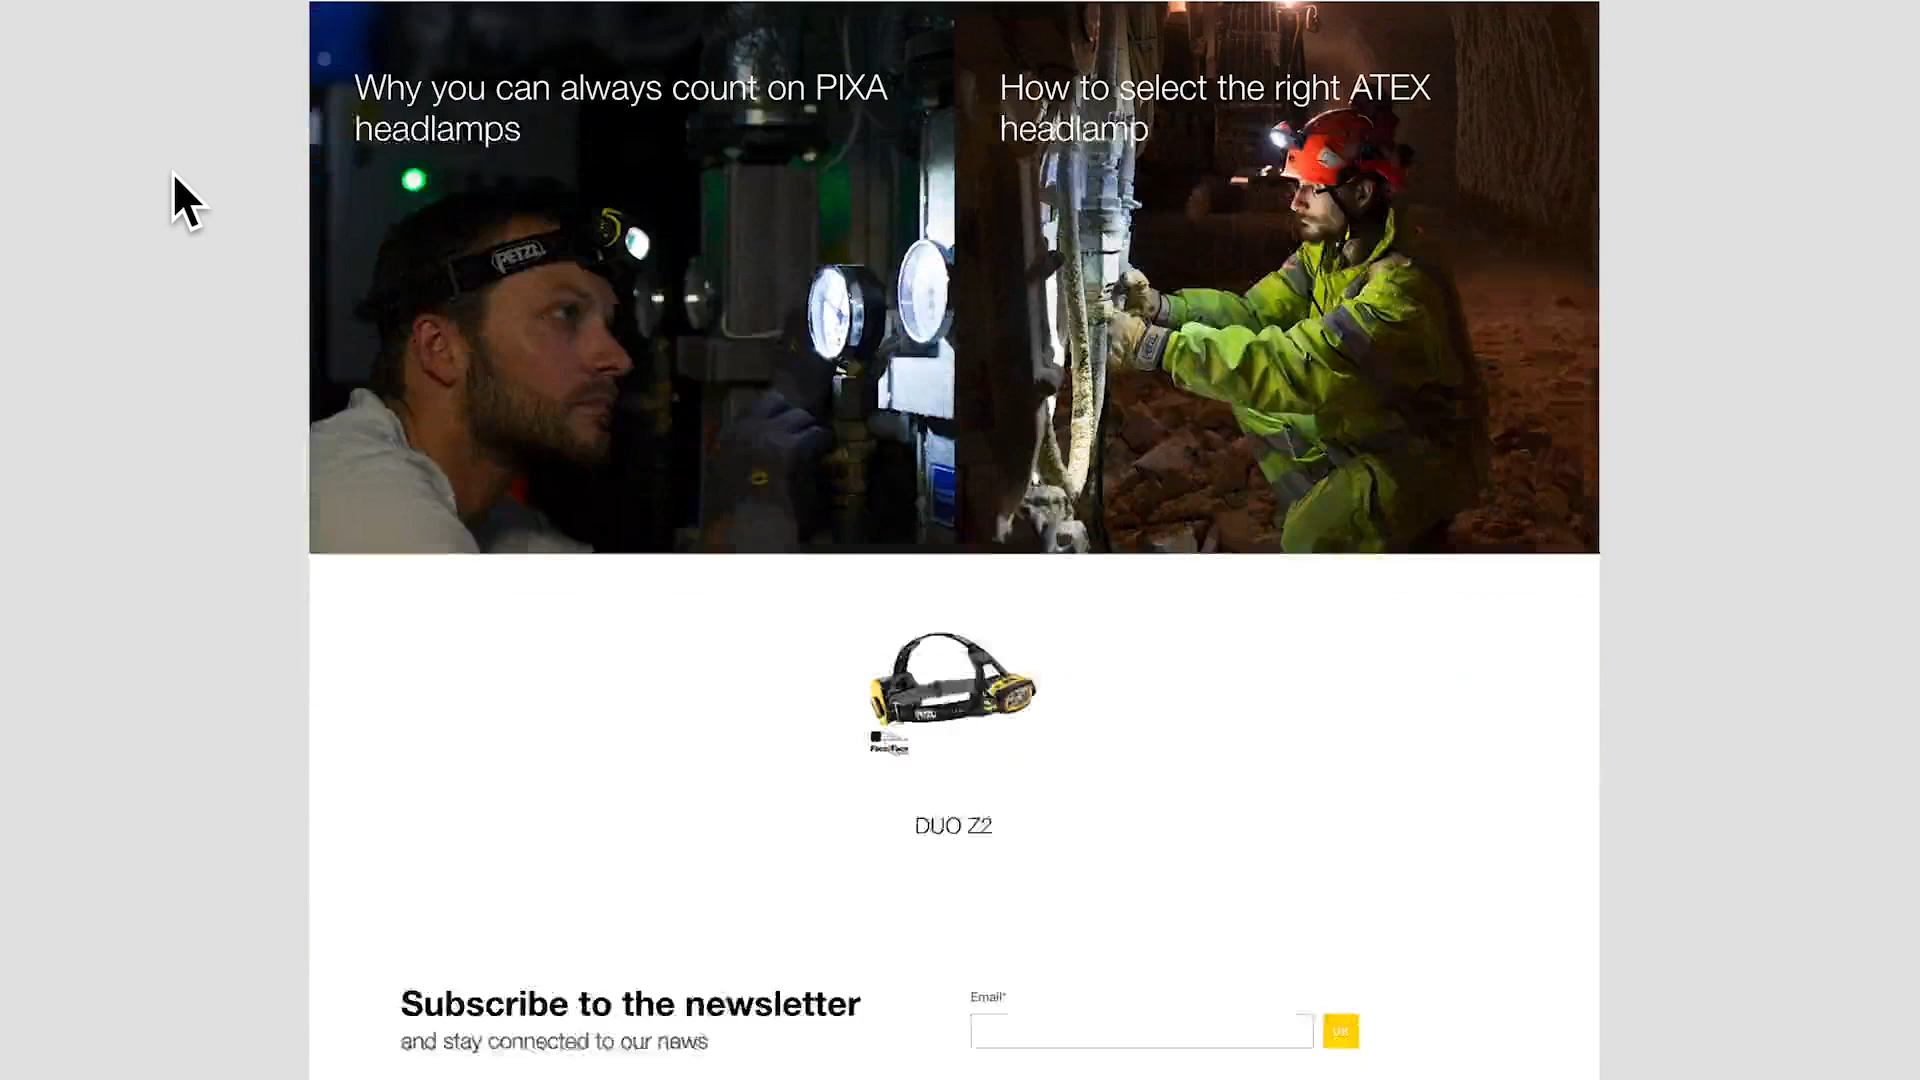 Why you can always count on PIXA
headlamps
How to select the right ATEX
headlamp
PETZL
DUO Z2
Subscribe to the newsletter
and stay connected to our news
Email*